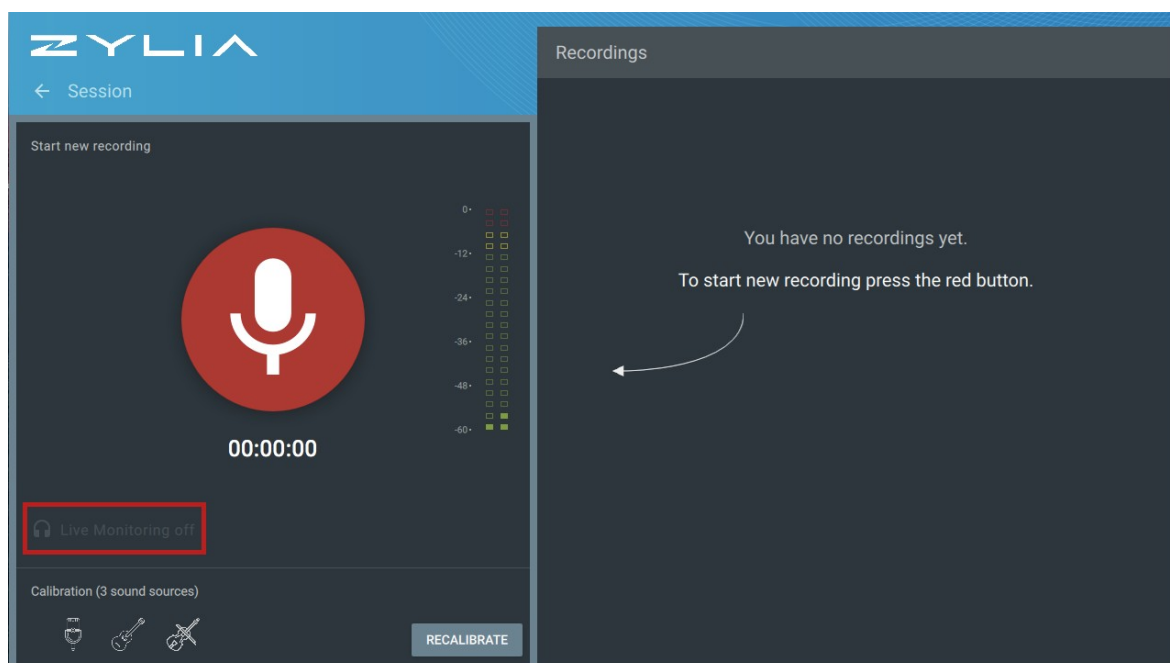 ZYLIA
← Session
Start new recording
0
-12
-24
-36
-48
-60
00:00:00
Live Monitoring off
Calibration (3 sound sources)
RECALIBRATE
Recordings
You have no recordings yet.
To start new recording press the red button.